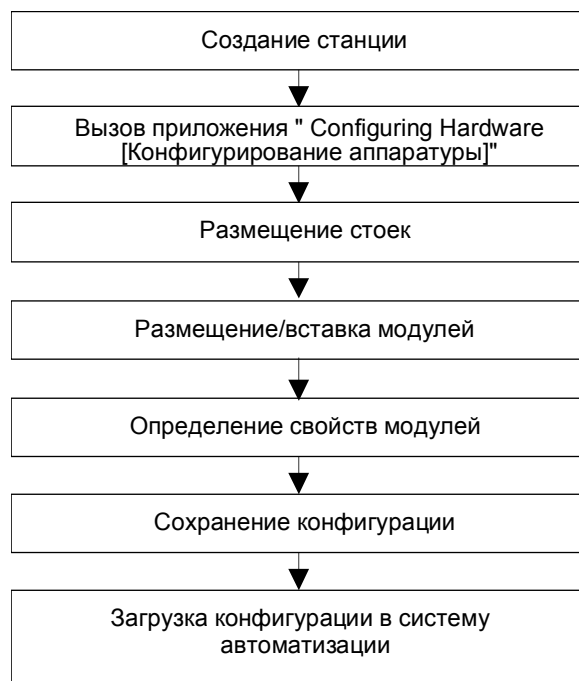 Создание станции
Вызов приложения " Configuring Hardware
[Конфигурирование аппаратуры]"
Размещение стоек
Размещение/вставка модулей
Определение свойств модулей
Сохранение конфигурации
Загрузка конфигурации в систему
автоматизации